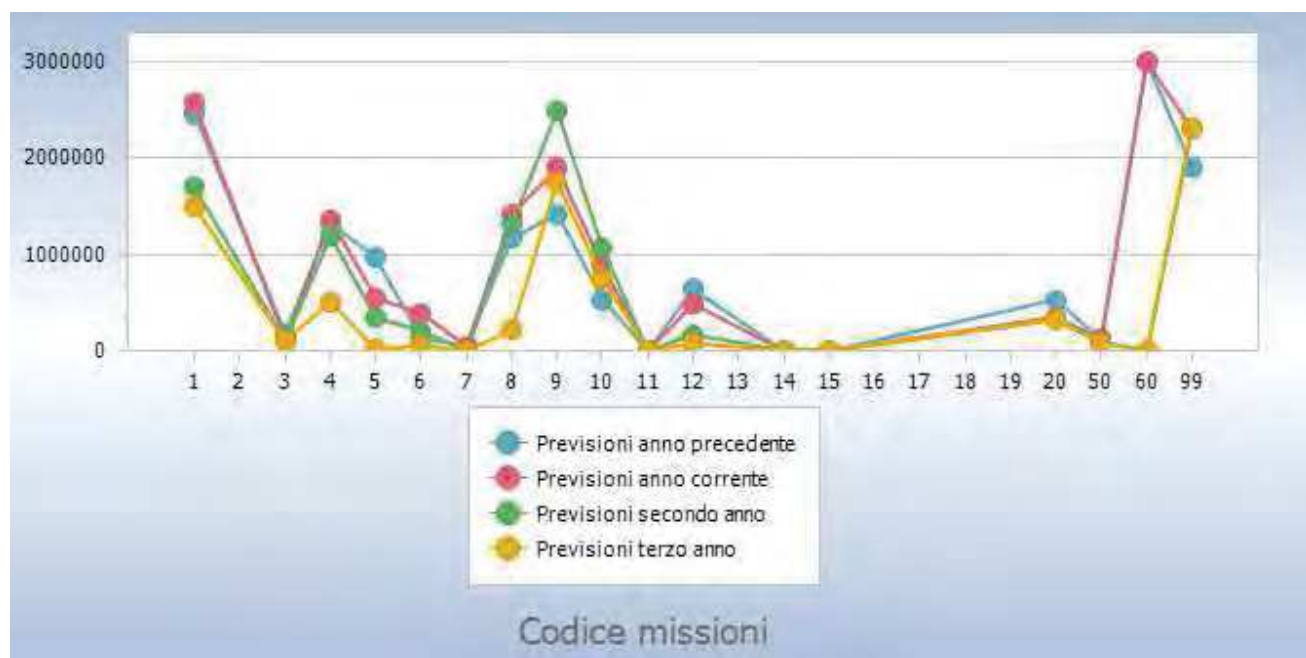 3000000
2000000
1000000
0
1 2 3 4 5 6 7 8 9 10 11 12 13 14 15 16 17 18 19 20 50 60 99
Previsioni anno precedente
Previsioni anno corrente
Previsioni secondo anno
Previsioni terzo anno
Codice missioni